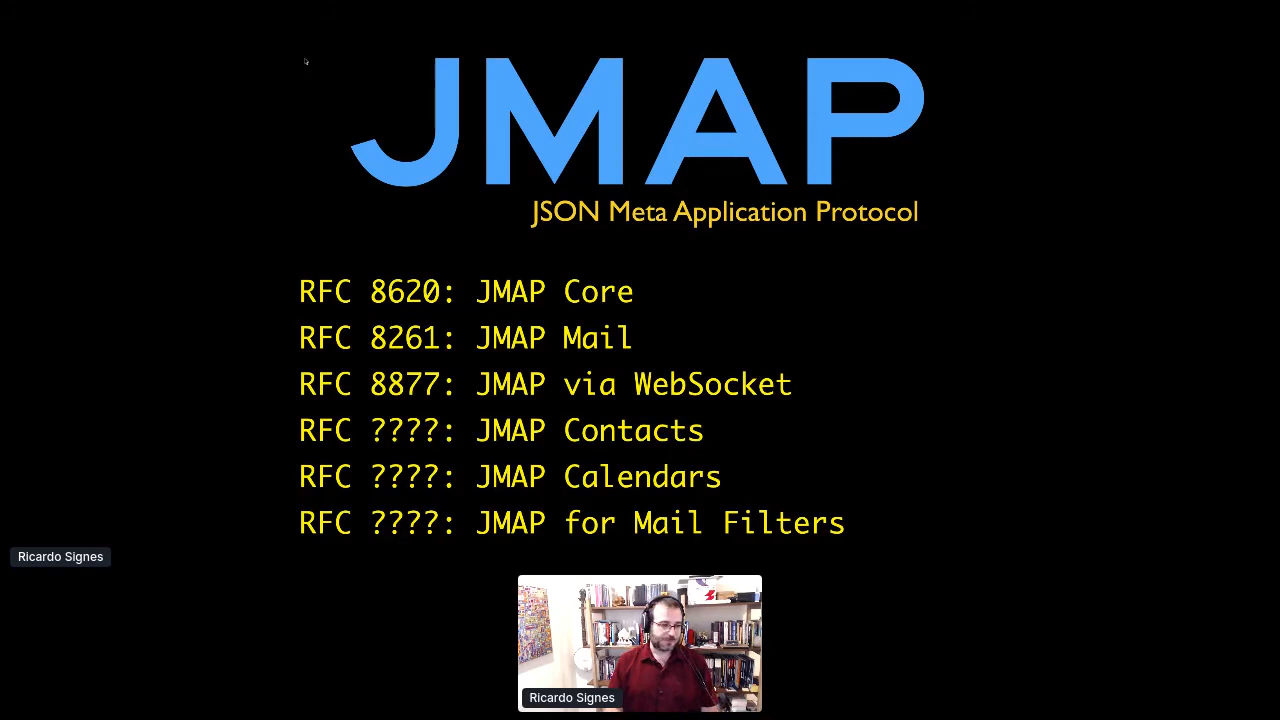 JMAP
JSON Meta Application Protocol
RFC 8620: JMAP Core
RFC 8261: JMAP Mail
RFC 8877: JMAP via WebSocket
RFC ????: JMAP Contacts
RFC ????: JMAP Calendars
RFC ????: JMAP for Mail Filters
Ricardo Signes
Ricardo Signes